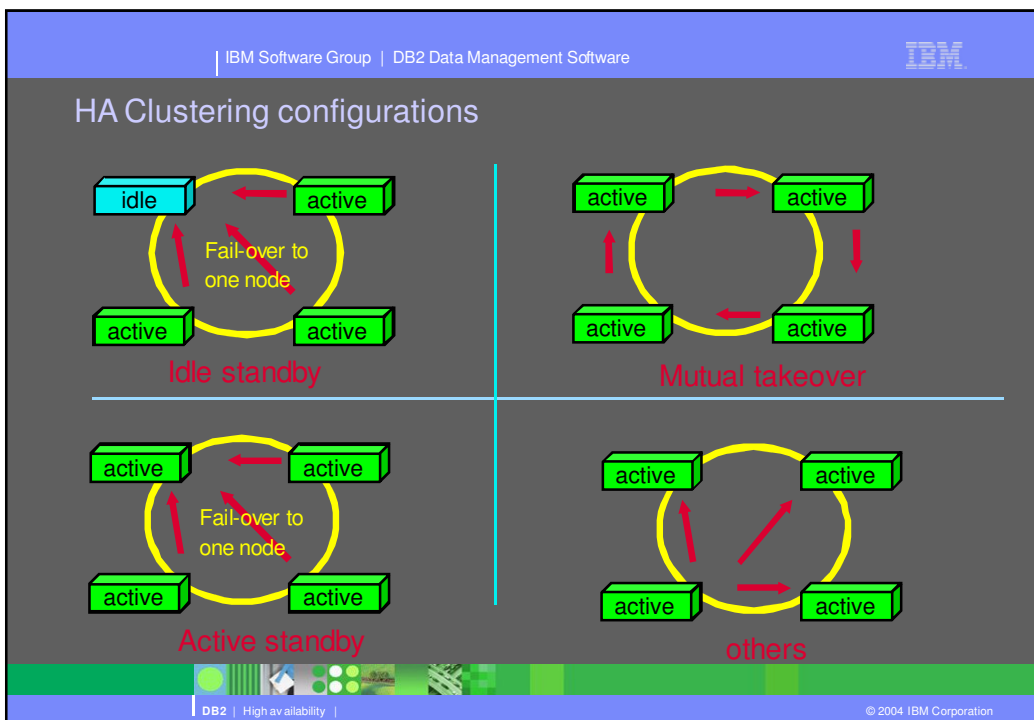 IBM Software Group | DB2 Data Management Software
IBM
HA Clustering configurations
idle
active
Fail-over to
one node
active
active
Idle standby
active
active
active
active
Mutual takeover
active
active
Fail-over to
one node
active
active
Active standby
active
active
active
active
others
DB2 | High availability |
© 2004 IBM Corporation